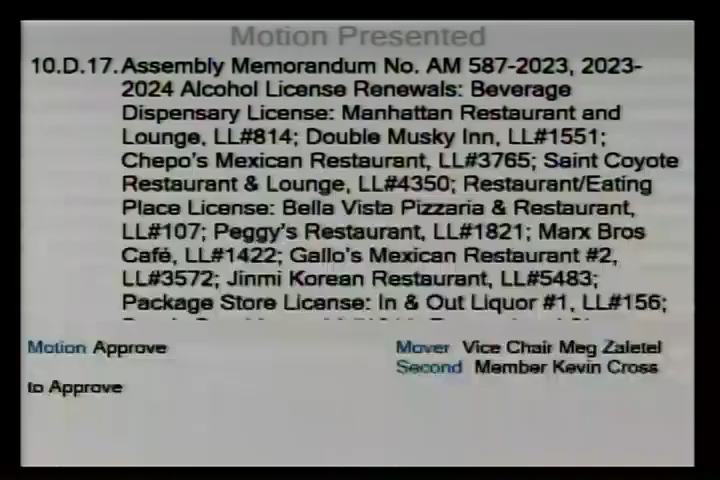 Motion Presented
10.D.17. Assembly Memorandum No. AM 587-2023, 2023-
2024 Alcohol License Renewals: Beverage
Dispensary License: Manhattan Restaurant and
Lounge, LL#814; Double Musky Inn, LL#1551;
Chepo's Mexican Restaurant, LL#3765; Saint Coyote
Restaurant & Lounge, LL#4350; Restaurant/Eating
Place License: Bella Vista Pizzaria & Restaurant,
LL#107; Peggy's Restaurant, LL#1821; Marx Bros
Café, LL#1422; Gallo's Mexican Restaurant #2,
LL#3572; Jinmi Korean Restaurant, LL#5483;
Package Store License: In & Out Liquor #1, LL#156;
Motion Approve
Mover Vice Chair Meg Zaletel
Second Member Kevin Cross
to Approve